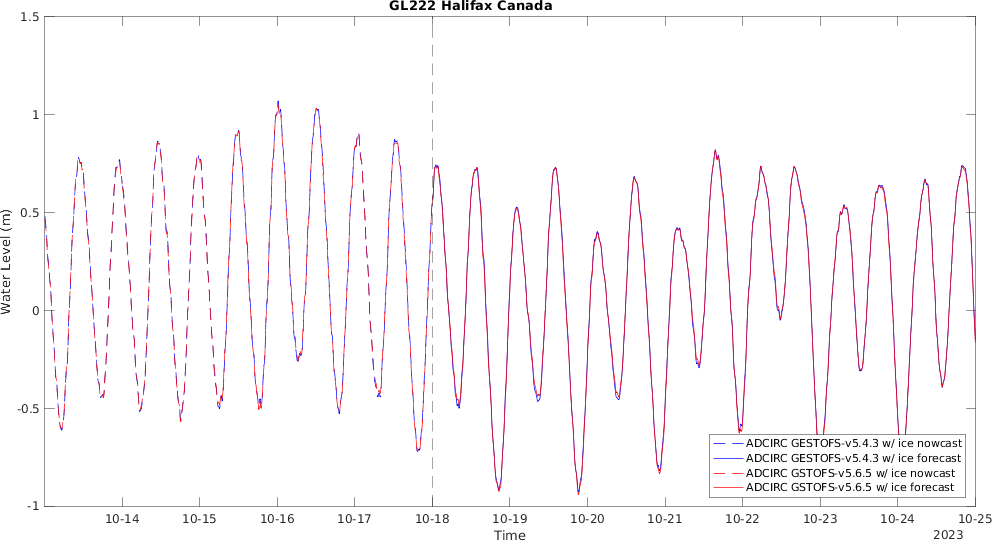 GL222 Halifax Canada
1.5
1
0.5
0
-0.5
-1
Water Level (m)
10-14 10-15 10-16 10-17 10-18 10-19 10-20 10-21 10-22 10-23 10-24 10-25
Time
2023
ADCIRC GESTOFS-v5.4.3 w/ ice nowcast
ADCIRC GESTOFS-v5.4.3 w/ ice forecast
ADCIRC GSTOFS-v5.6.5 w/ ice nowcast
ADCIRC GSTOFS-v5.6.5 w/ ice forecast